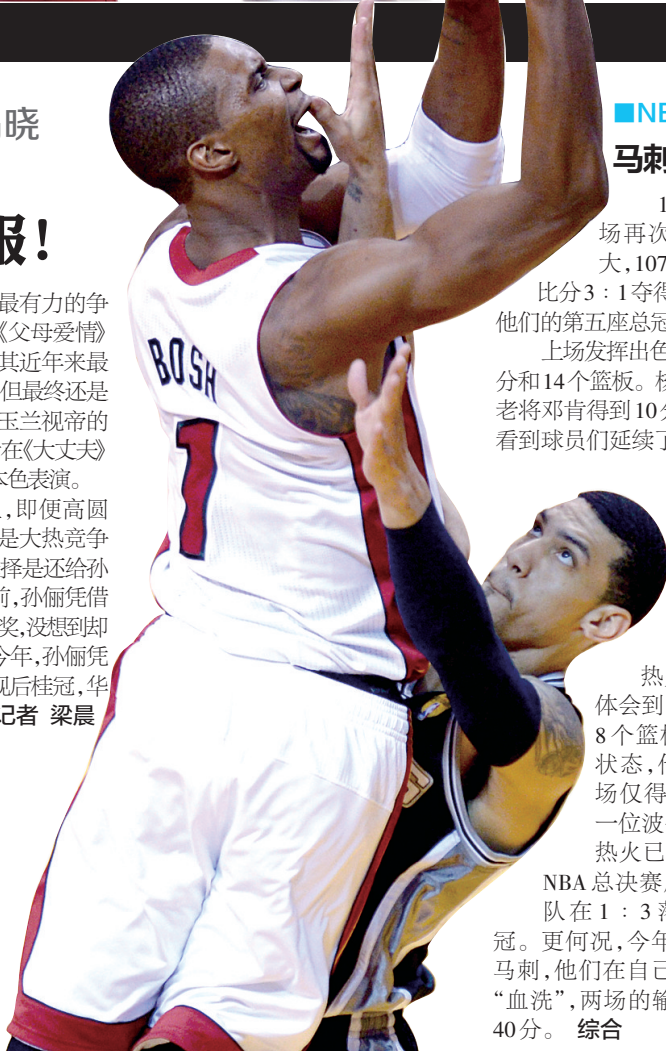 晓
报！
最有力的争
《父母爱情》
其近年来最
但最终还是
玉兰视帝的
在《大丈夫》
本色表演。
，即便高圆
是大热竞争
择是还给孙
前，孙俪凭借
奖，没想到却
今年，孙俪凭
视后桂冠，华
记者 梁晨
BOSH
1
■NB
马刺
1
场再次
大，107
比分3：1夺得
他们的第五座总冠
上场发挥出色
分和14个篮板。杨
老将邓肯得到10分
看到球员们延续了
热
体会到
8个篮板
状态，他
场仅得
一位波
热火已
NBA总决赛
队在1：3落
冠。更何况，今年
马刺，他们在自己
“血洗”，两场的输
40分。 综合